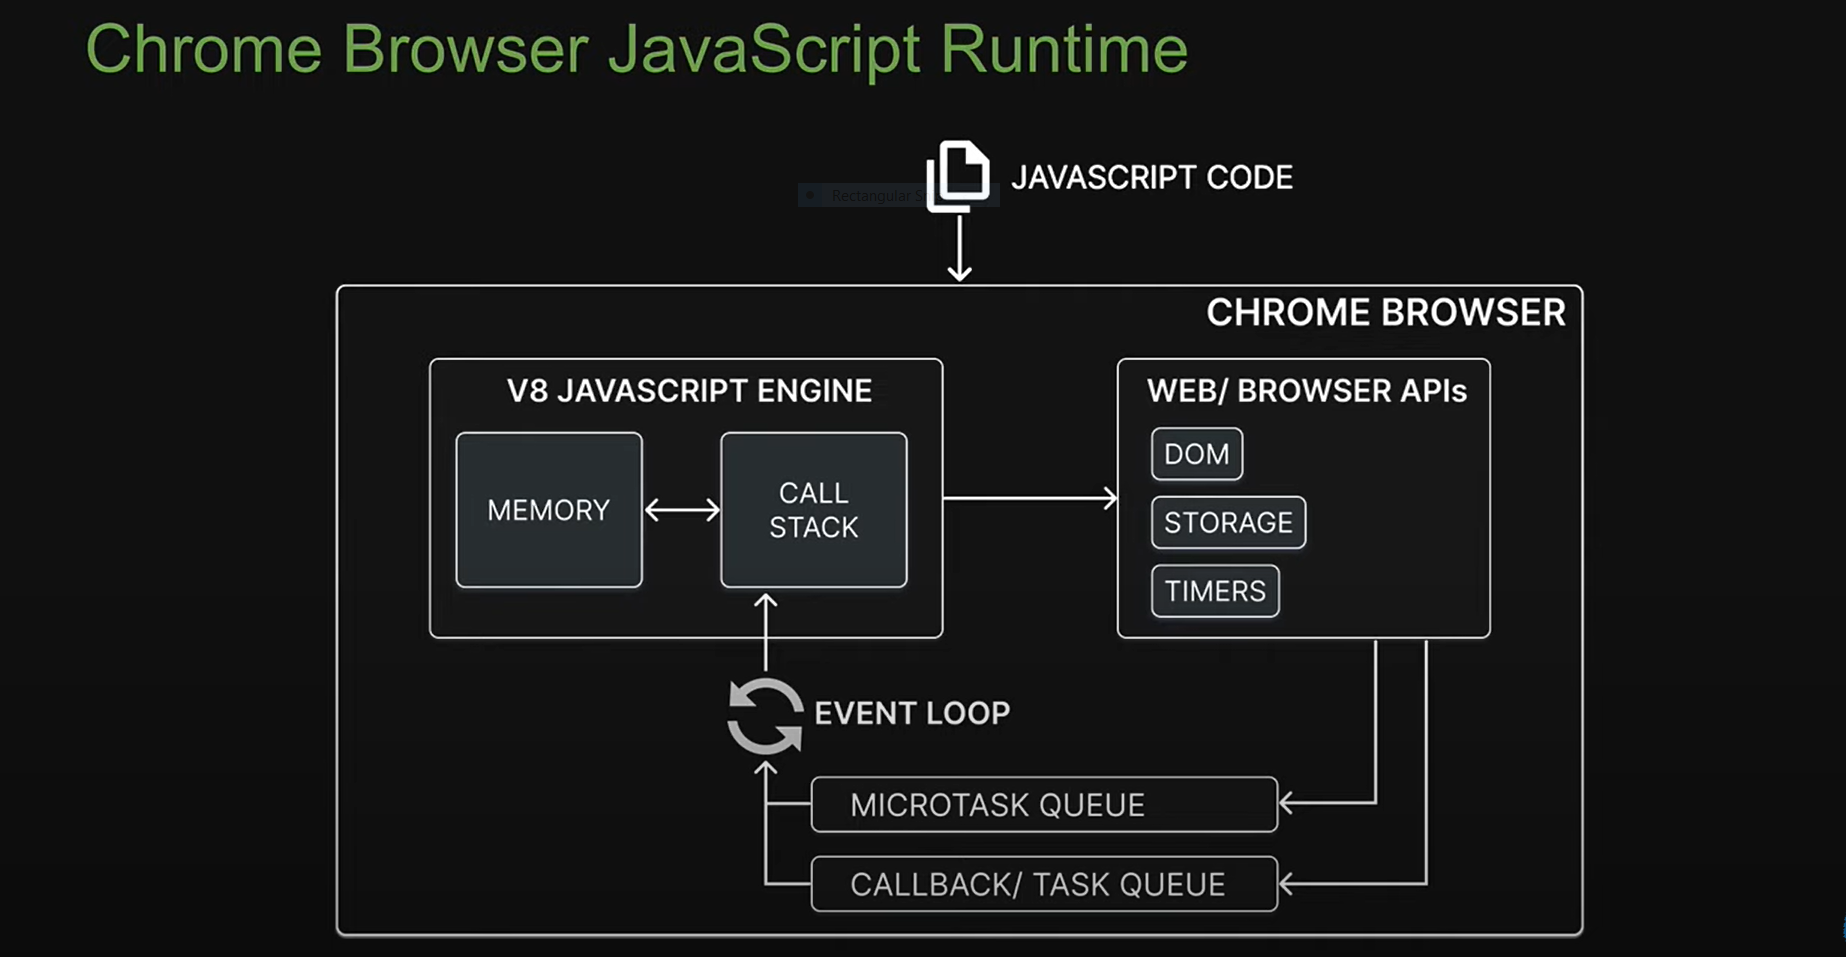 Chrome Browser JavaScript Runtime
JAVASCRIPT CODE
Rectangular S
CHROME BROWSER
V8 JAVASCRIPT ENGINE
MEMORY
CALL
STACK
WEB/ BROWSER APIs
DOM
STORAGE
TIMERS
EVENT LOOP
MICROTASK QUEUE
CALLBACK/ TASK QUEUE